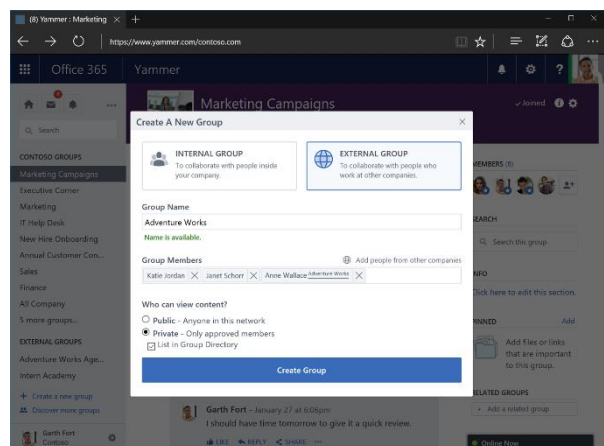 (8) Yammer : Marketing
https://www.yammer.com/contoso.com
Office 365
Yammer
Marketing Campaigns
Joined
Search
CONTOSO GROUPS
Marketing Campaigns
Executive Corner
Marketing
IT Help Desk
New Hire Onboarding
Annual Customer Con...
Sales
Finance
All Company
5 more groups...
EXTERNAL GROUPS
Adventure Works Age...
Intern Academy
+ Create a new group
Discover more groups
Garth Fort
Contoso
Create A New Group
INTERNAL GROUP
To collaborate with people inside
your company.
EXTERNAL GROUP
To collaborate with people who
work at other companies.
Group Name
Adventure Works
Name is available.
Group Members
Add people from other companies
Katie Jordan
Janet Schorr
Anne Wallace Adventure Works
Who can view content?
Public - Anyone in this network
Private - Only approved members
List in Group Directory
Create Group
Garth Fort - January 27 at 6:06pm
I should have time tomorrow to give it a quick review.
LIKE
REPLY
SHARE
MEMBERS (8)
SEARCH
Search this group
INFO
Click here to edit this section.
PINNED
Add
Add files or links
that are important
to this group.
RELATED GROUPS
+ Add a related group
Online Now